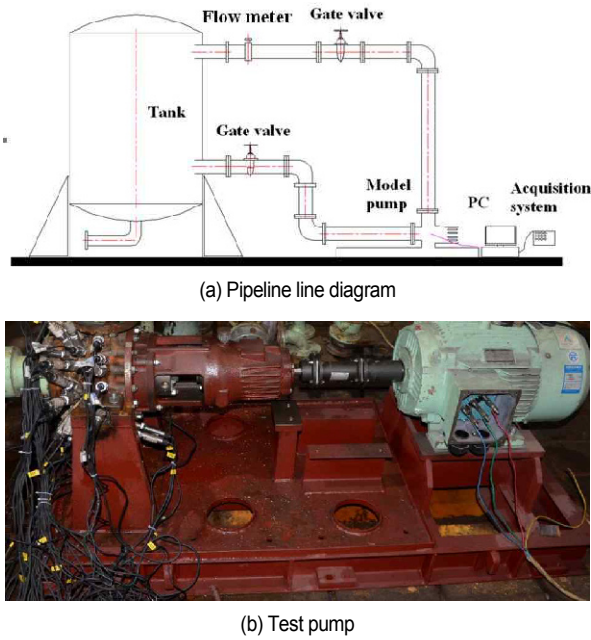 Flow meter
Gate valve
Tank
Gate valve
Model
pump
PC
Acquisition
system
(a) Pipeline line diagram
(b) Test pump